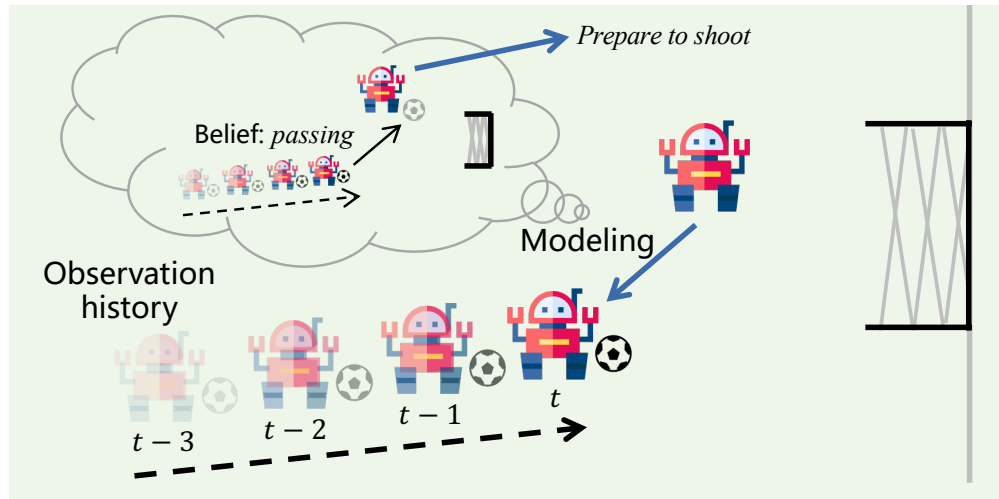 Prepare to shoot
Belief: passing
Modeling
Observation
history
t − 3
t − 2
t − 1
t